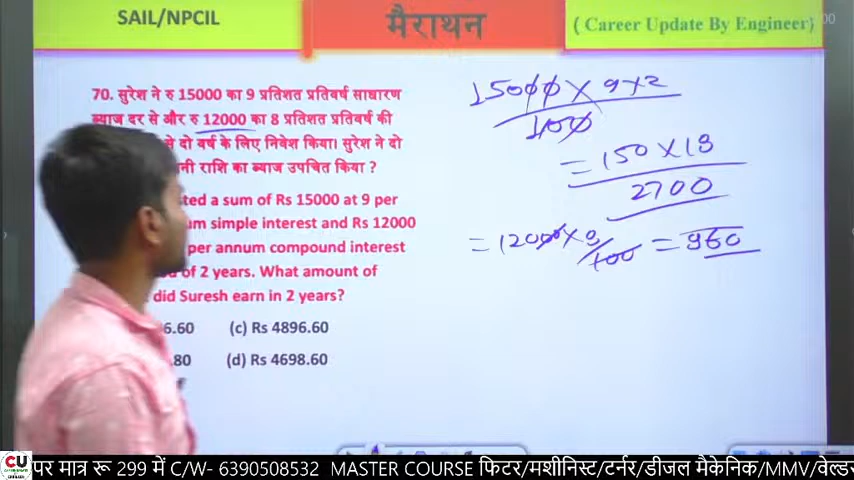 SAIL/NPCIL
मैराथन
( Career Update By Engineer)
70. सुरेश ने रु 15000 का 9 प्रतिशत प्रतिवर्ष साधारण
ब्याज दर से और रु 12000 का 8 प्रतिशत प्रतिवर्ष की
से दो वर्ष के लिए निवेश किया। सुरेश ने दो
नी राशि का ब्याज उपचित किया ?
ted a sum of Rs 15000 at 9 per
um simple interest and Rs 12000
per annum compound interest
d of 2 years. What amount of
did Suresh earn in 2 years?
6.60 (c) Rs 4896.60
.80 (d) Rs 4698.60
15000 X 9 X 2
100
= 150 X 18
2700
= 12000 X 8/100 = 960
CU
पर मात्र रू 299 में C/W- 6390508532 MASTER COURSE फिटर/मशीनिस्ट/टर्नर/डीजल मैकेनिक/MMV/वेल्डर